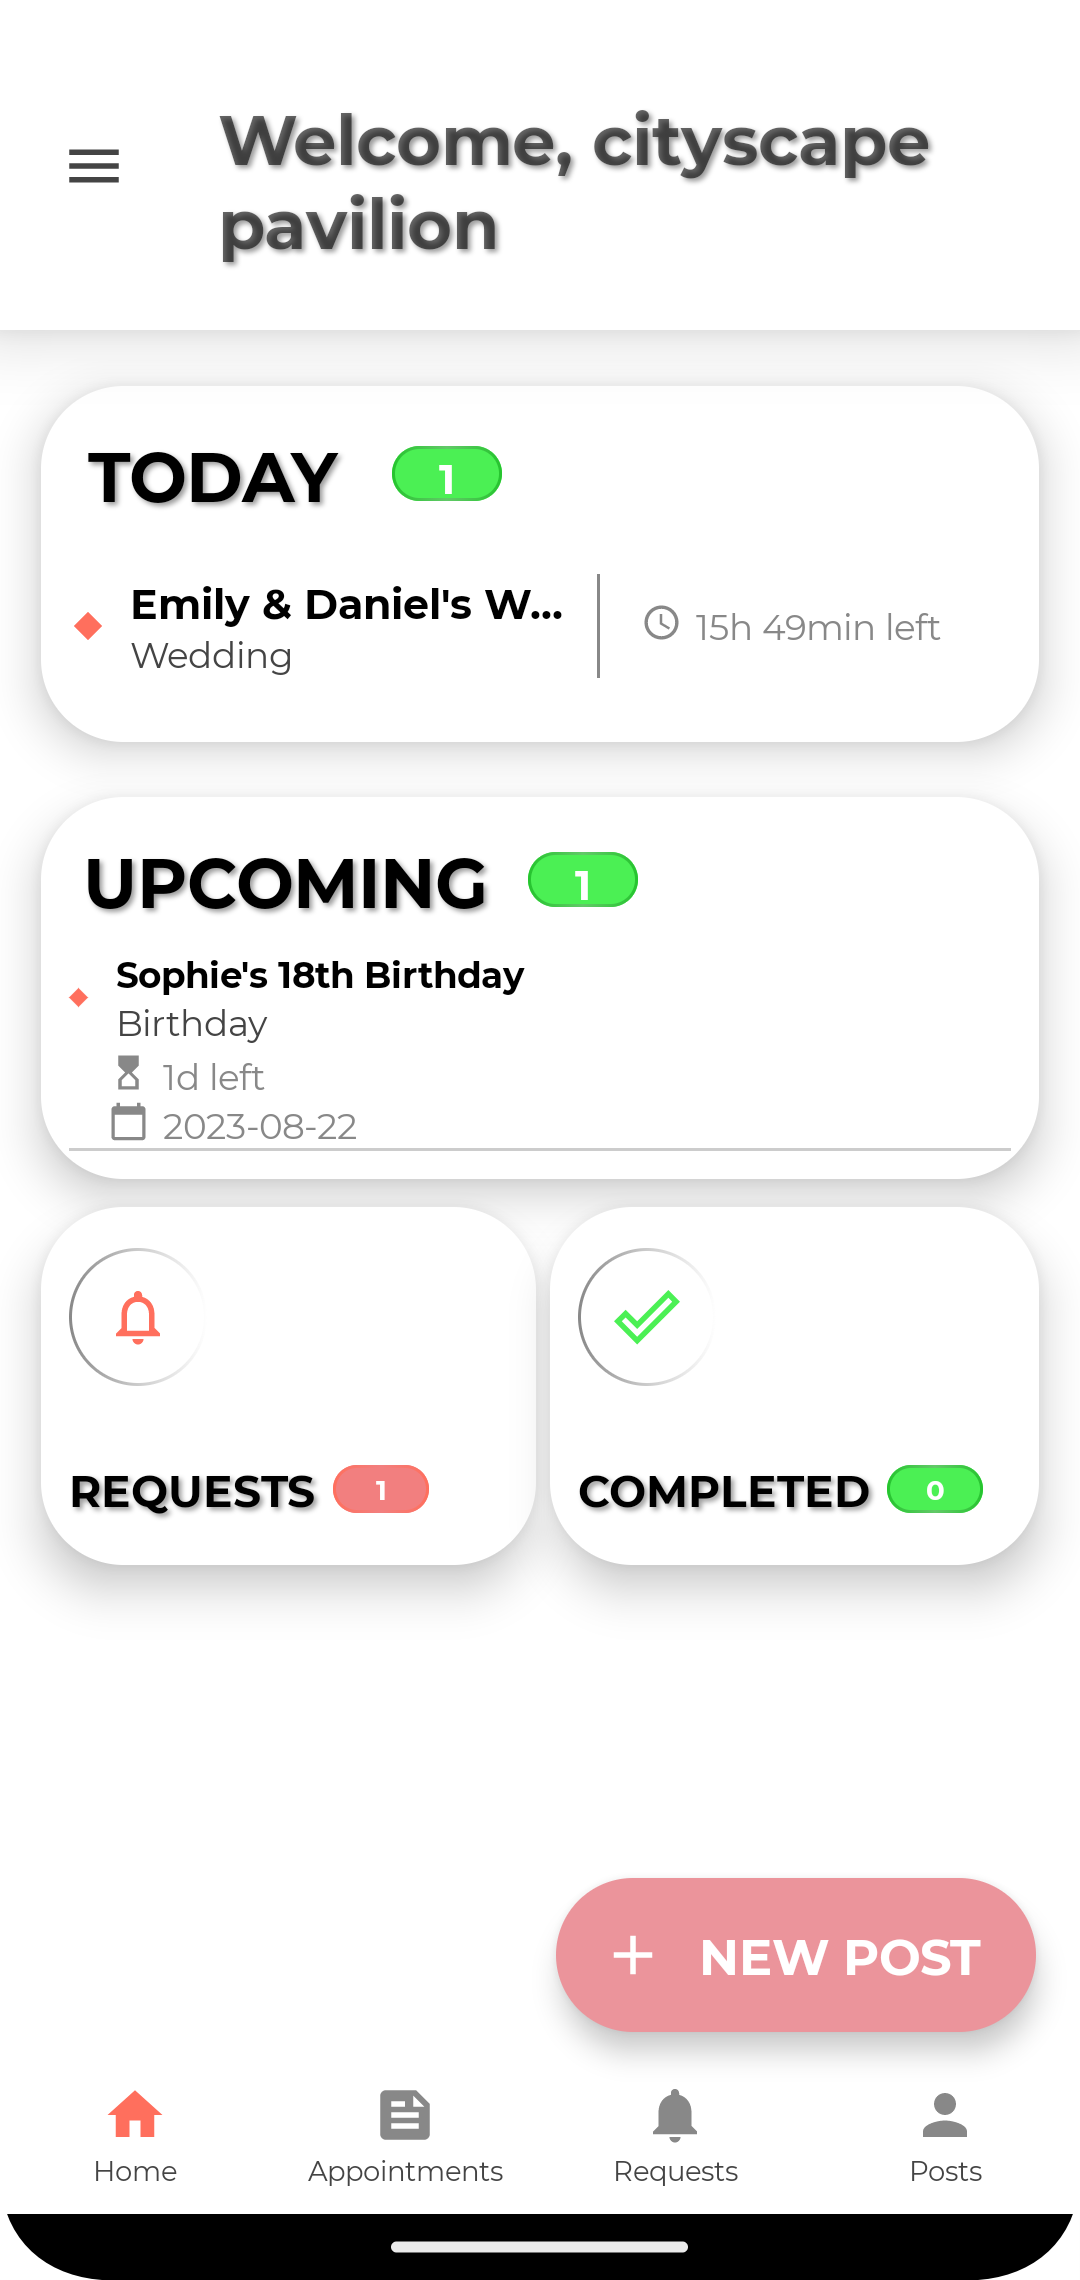 Welcome, cityscape
pavilion
TODAY 1
Emily & Daniel's W...
Wedding
15h 49min left
UPCOMING 1
Sophie's 18th Birthday
Birthday
1d left
2023-08-22
REQUESTS 1
COMPLETED 0
+ NEW POST
Home
Appointments
Requests
Posts